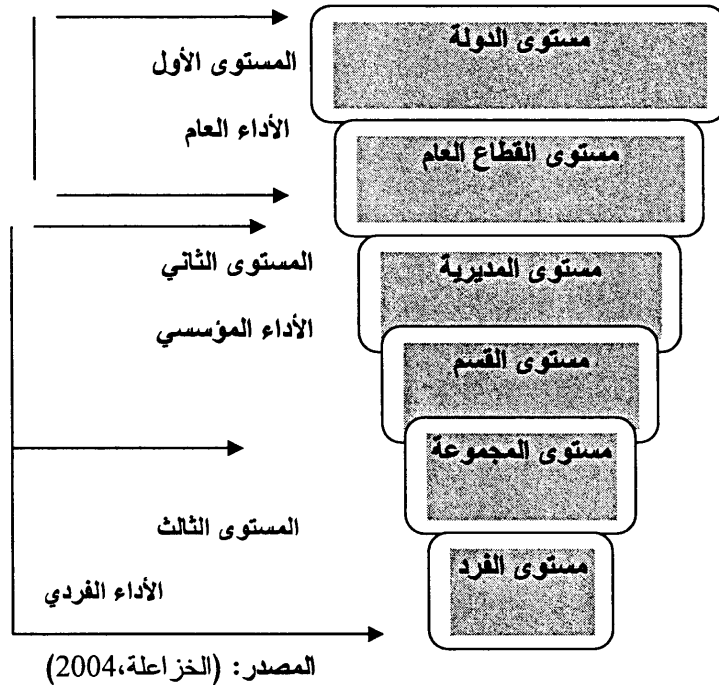 مستوى الدولة
المستوى الأول
الأداء العام
مستوى القطاع العام
المستوى الثاني
مستوى المديرية
الأداء المؤسسي
مستوى القسم
مستوى المجموعة
المستوى الثالث
مستوى الفرد
الأداء الفردي
المصدر: (الخزاعلة،2004)